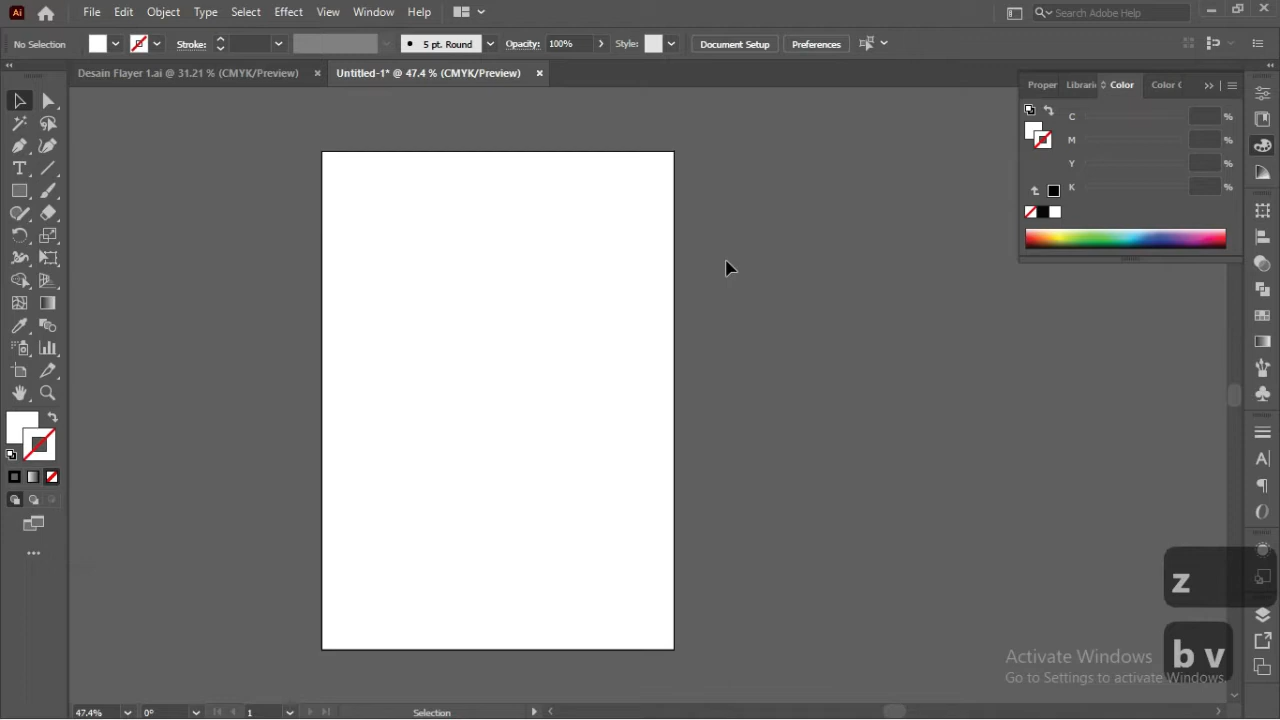 Ai File Edit Object Type Select Effect View Window Help Search Adobe Help
No Selection Stroke: 5 pt. Round Opacity: 100% Style: Document Setup Preferences
Desain Flayer 1.ai @ 31.21 % (CMYK/Preview) Untitled-1* @ 47.4 % (CMYK/Preview)
Proper Librari Color Color G
C %
M %
Y %
K %
z
b v
Activate Windows
Go to Settings to activate Windows.
47.4% 0° 1 Selection